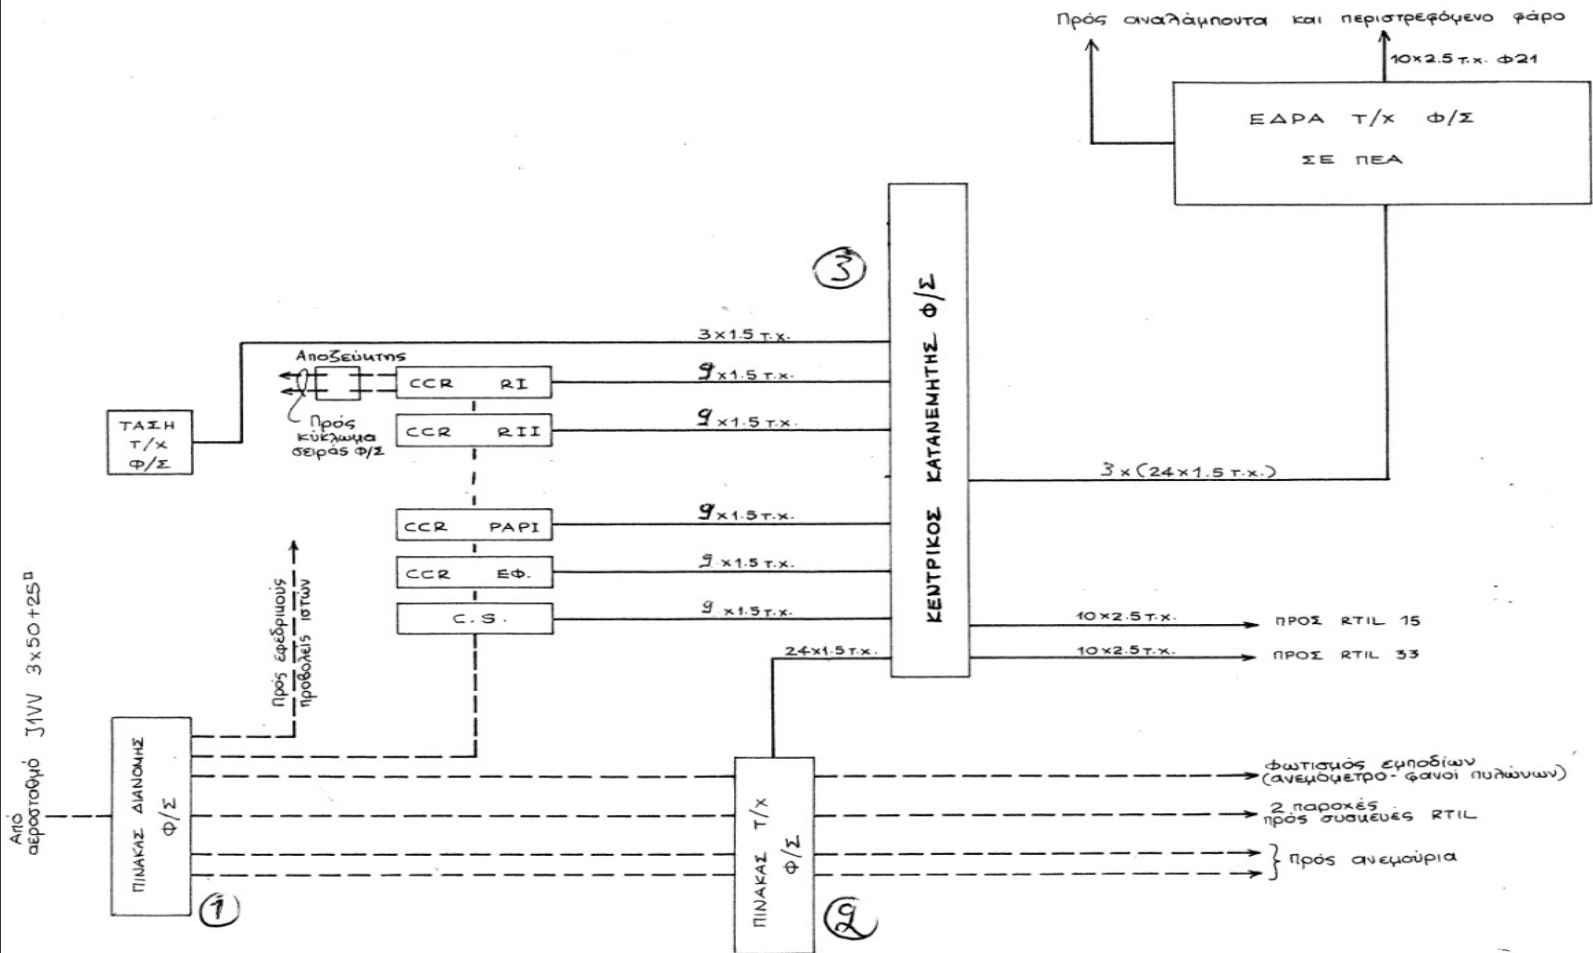 Πρός αναλάμποντα και περιστρεφόμενο φάρο
10×2.5 τ.χ. Φ21
ΕΔΡΑ Τ/Χ Φ/Σ
ΣΕ ΠΕΑ
3
3×1.5 τ.χ.
Αποζεύκτης
CCR RI
9×1.5 τ.χ.
ΤΑΣΗ
Τ/Χ
Φ/Σ
Πρός
κύκλωμα
σειράς Φ/Σ
CCR RII
9×1.5 τ.χ.
ΚΕΝΤΡΙΚΟΣ ΚΑΤΑΝΕΜΗΤΗΣ Φ/Σ
3×(24×1.5 τ.χ.)
CCR PAPI
9×1.5 τ.χ.
CCR ΕΦ.
9×1.5 τ.χ.
C.S.
9×1.5 τ.χ.
Πρός εφεδρικούς
προβολείς ιστών
10×2.5 τ.χ.
ΠΡΟΣ RTIL 15
24×1.5 τ.χ.
10×2.5 τ.χ.
ΠΡΟΣ RTIL 33
Από
αεροσταθμό J1VV 3×50+25□
ΠΙΝΑΚΑΣ ΔΙΑΝΟΜΗΣ
Φ/Σ
1
ΠΙΝΑΚΑΣ Τ/Χ
Φ/Σ
2
Φωτισμός εμποδίων
(ανεμόμετρο - φανοί πυλώνων)
2 παροχές
πρός συσκευές RTIL
Πρός ανεμούρια